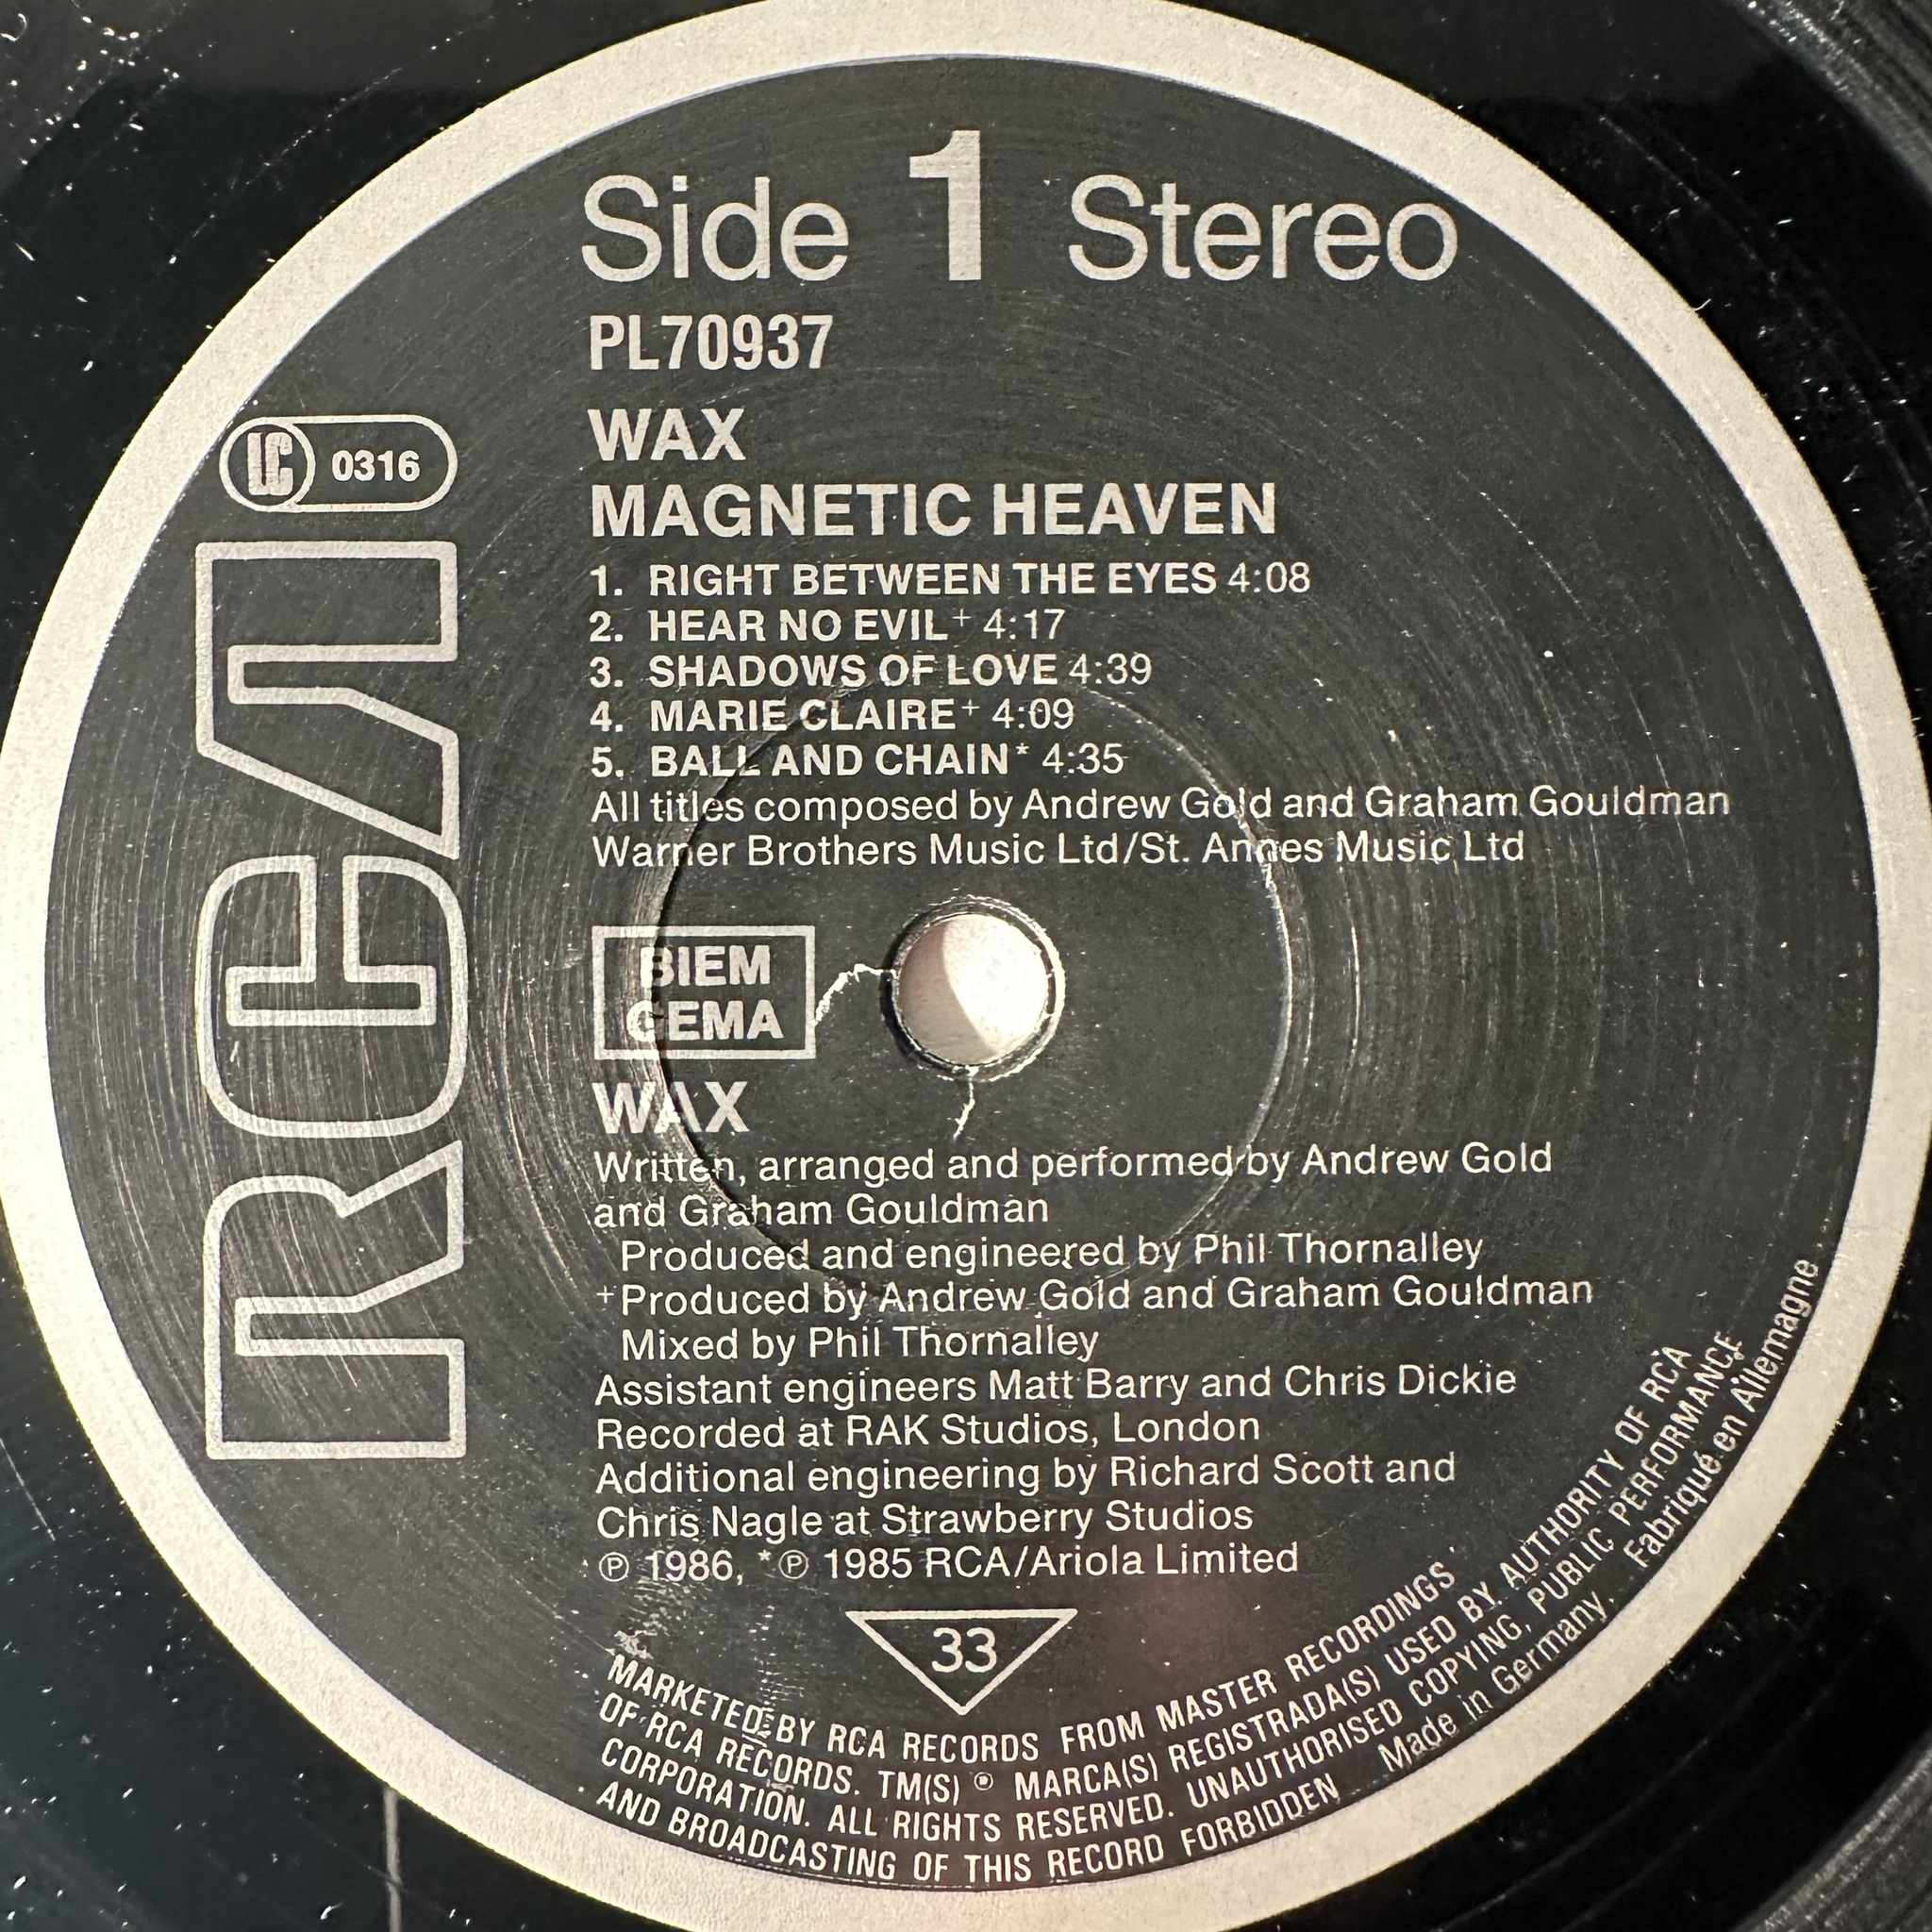 Side 1 Stereo
PL70937
LC 0316
RCA
WAX
MAGNETIC HEAVEN
1. RIGHT BETWEEN THE EYES 4:08
2. HEAR NO EVIL+ 4:17
3. SHADOWS OF LOVE 4:39
4. MARIE CLAIRE+ 4:09
5. BALL AND CHAIN* 4:35
All titles composed by Andrew Gold and Graham Gouldman
Warner Brothers Music Ltd/St. Annes Music Ltd
BIEM
GEMA
WAX
Written, arranged and performed by Andrew Gold
and Graham Gouldman
Produced and engineered by Phil Thornalley
+Produced by Andrew Gold and Graham Gouldman
Mixed by Phil Thornalley
Assistant engineers Matt Barry and Chris Dickie
Recorded at RAK Studios, London
Additional engineering by Richard Scott and
Chris Nagle at Strawberry Studios
℗ 1986, *℗ 1985 RCA/Ariola Limited
33
MARKETED BY RCA RECORDS FROM MASTER RECORDINGS
OF RCA RECORDS. TM(S) ® MARCA(S) REGISTRADA(S) USED BY AUTHORITY OF RCA
CORPORATION. ALL RIGHTS RESERVED. UNAUTHORISED COPYING, PUBLIC PERFORMANCE
AND BROADCASTING OF THIS RECORD FORBIDDEN Made in Germany. Fabriqué en Allemagne